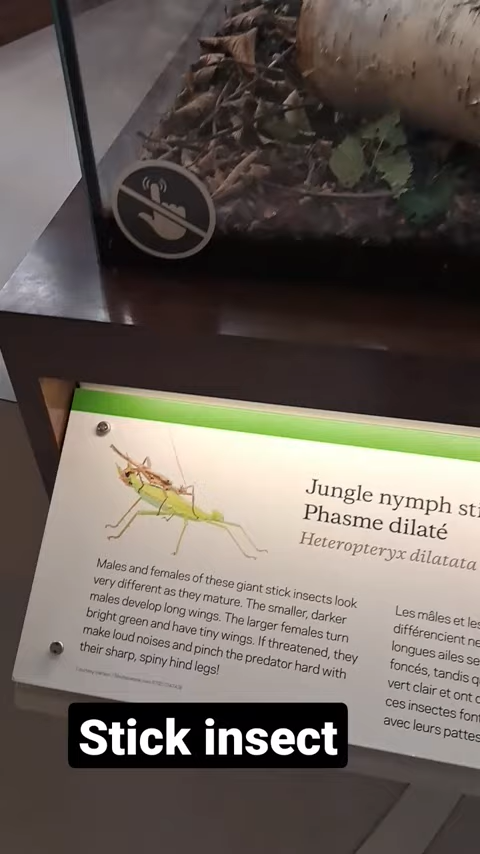 Jungle nymph sti
Phasme dilaté
Heteropteryx dilatata
Males and females of these giant stick insects look
very different as they mature. The smaller, darker
males develop long wings. The larger females turn
bright green and have tiny wings. If threatened, they
make loud noises and pinch the predator hard with
their sharp, spiny hind legs!
Les mâles et les
différencient ne
longues ailes se
foncés, tandis q
vert clair et ont d
ces insectes font
avec leurs pattes
Stick insect